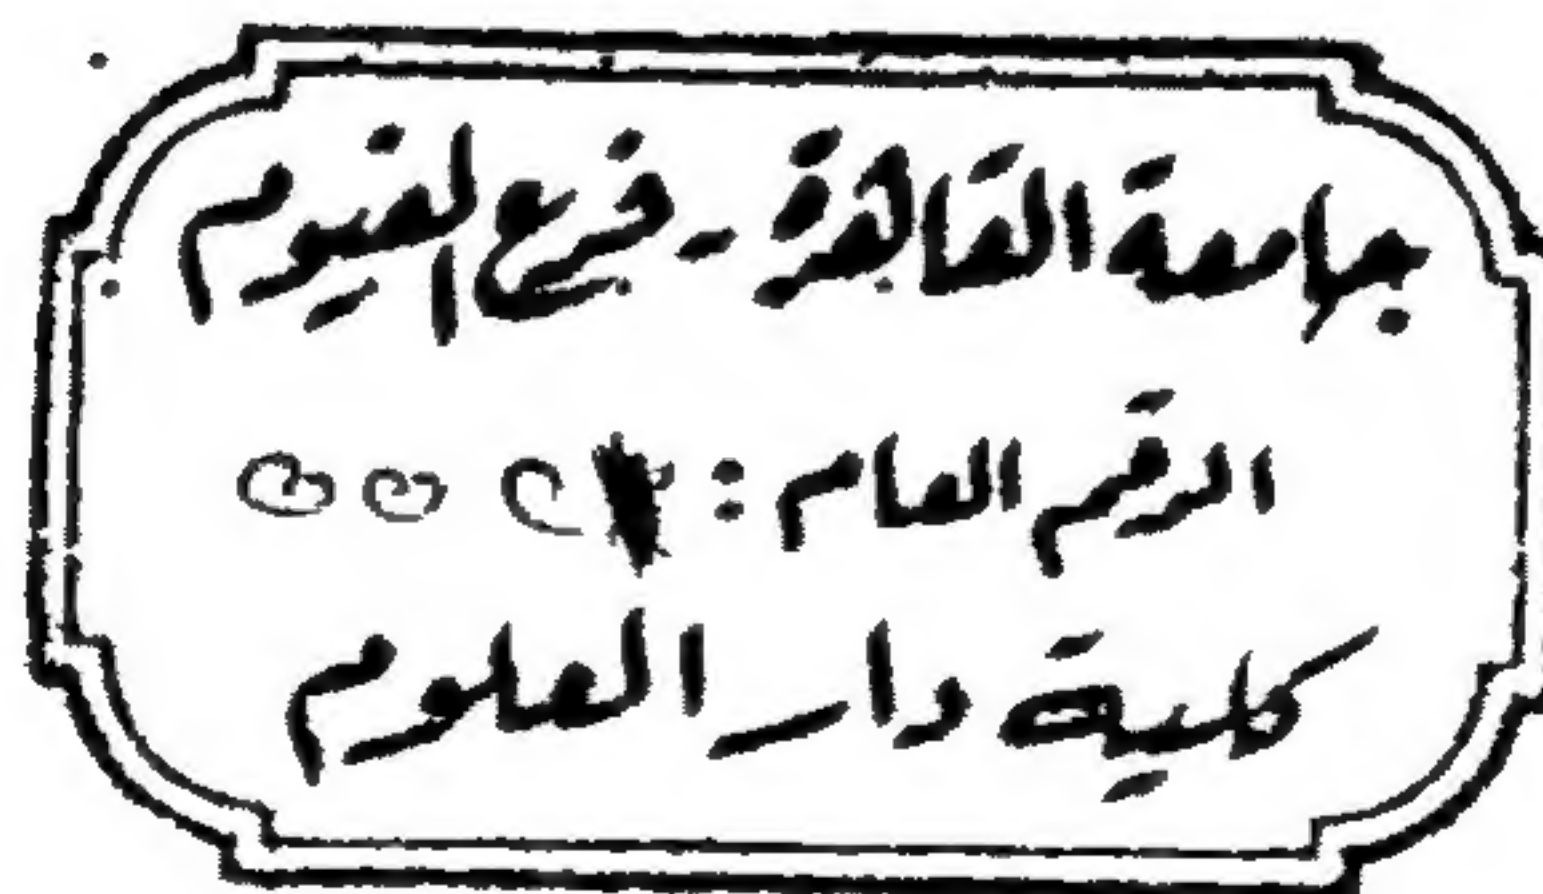 جامعة القاهرة - فرع الفيوم
الرقم العام :
كلية دار العلوم